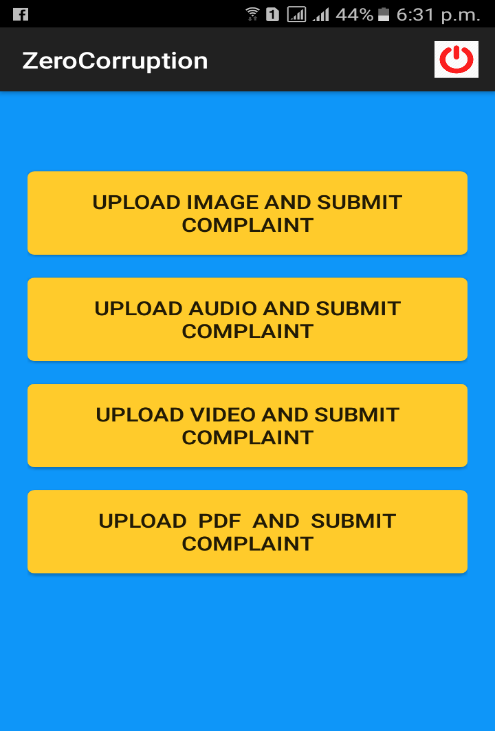 1 44% 6:31 p.m.
ZeroCorruption
UPLOAD IMAGE AND SUBMIT
COMPLAINT
UPLOAD AUDIO AND SUBMIT
COMPLAINT
UPLOAD VIDEO AND SUBMIT
COMPLAINT
UPLOAD PDF AND SUBMIT
COMPLAINT